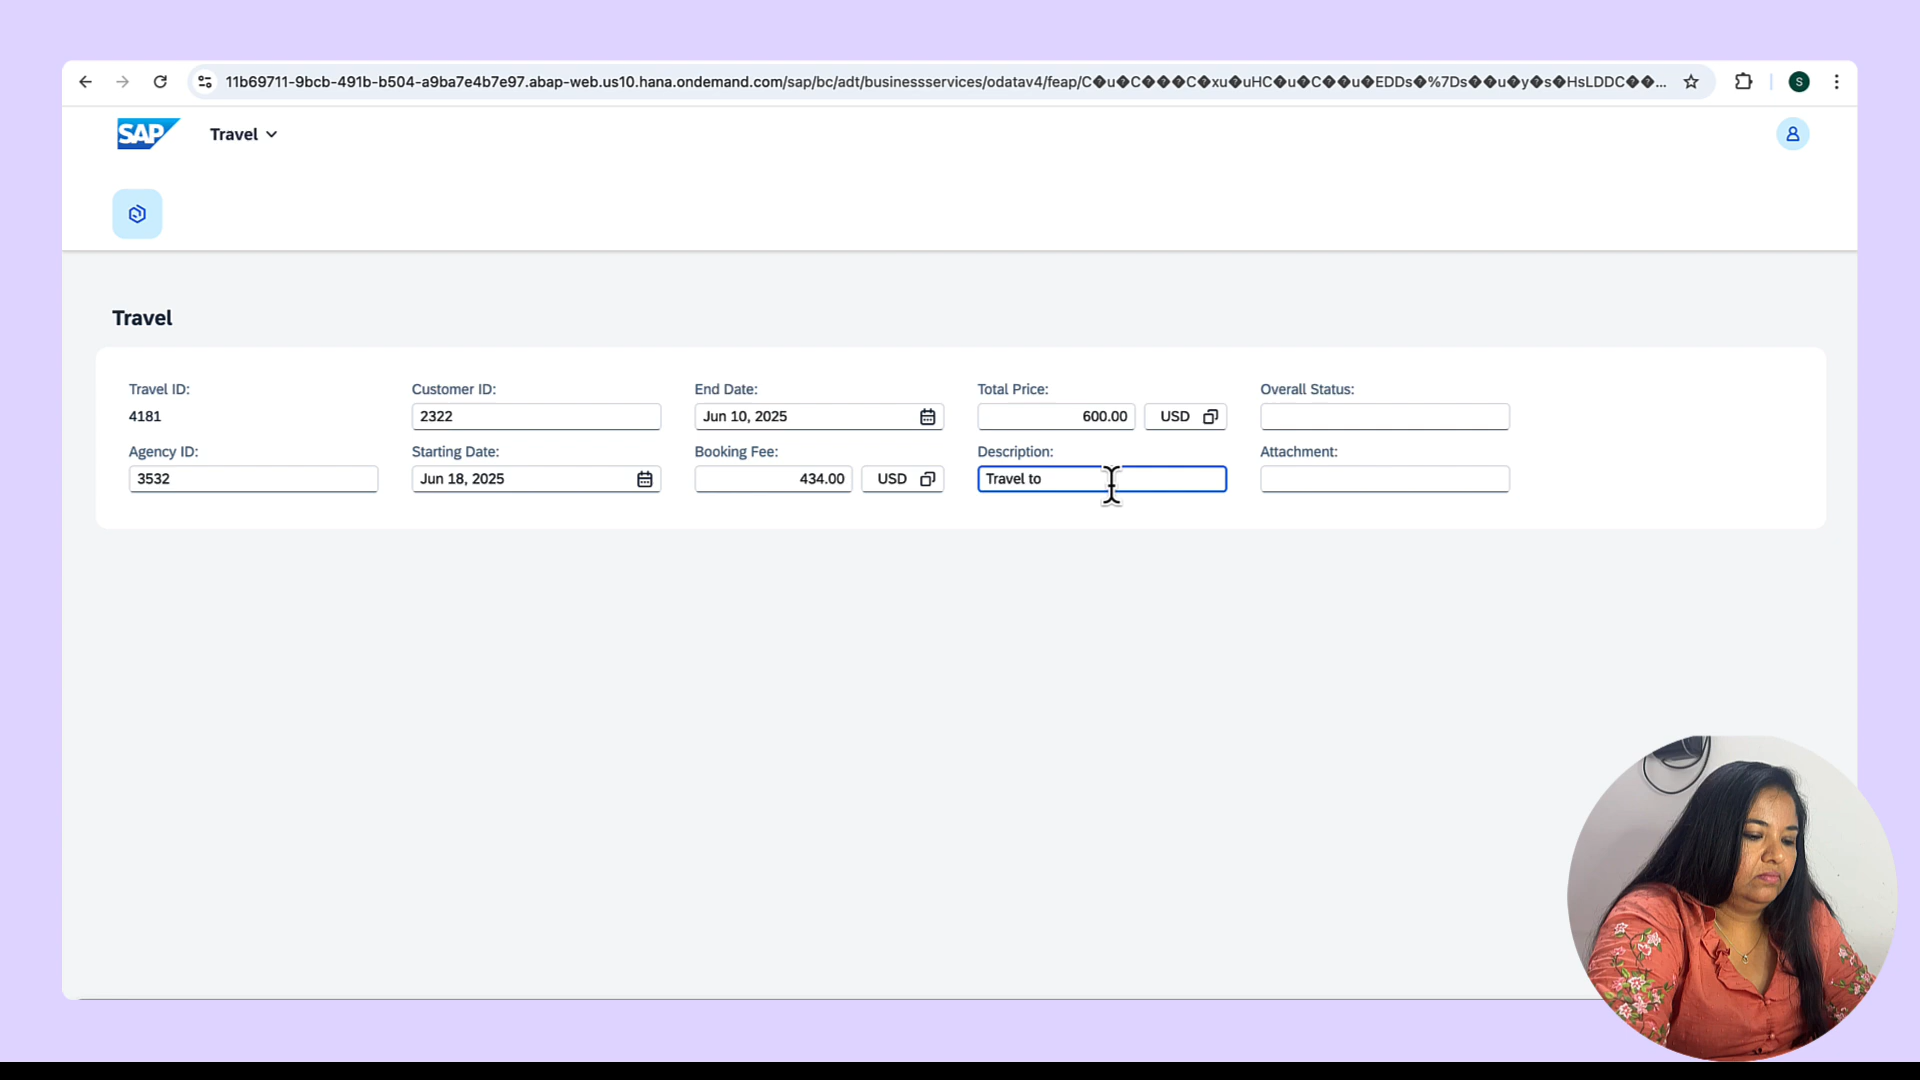 11b69711-9bcb-491b-b504-a9ba7e4b7e97.abap-web.us10.hana.ondemand.com/sap/bc/adt/businessservices/odatav4/feap/C�u�C���C�xu�uHC�u�C��u�EDDs�%7Ds��u�y�s�HsLDDC��...
S
SAP
Travel
Travel
Travel ID:
4181
Customer ID:
2322
End Date:
Jun 10, 2025
Total Price:
600.00
USD
Overall Status:
Agency ID:
3532
Starting Date:
Jun 18, 2025
Booking Fee:
434.00
USD
Description:
Travel to
Attachment: